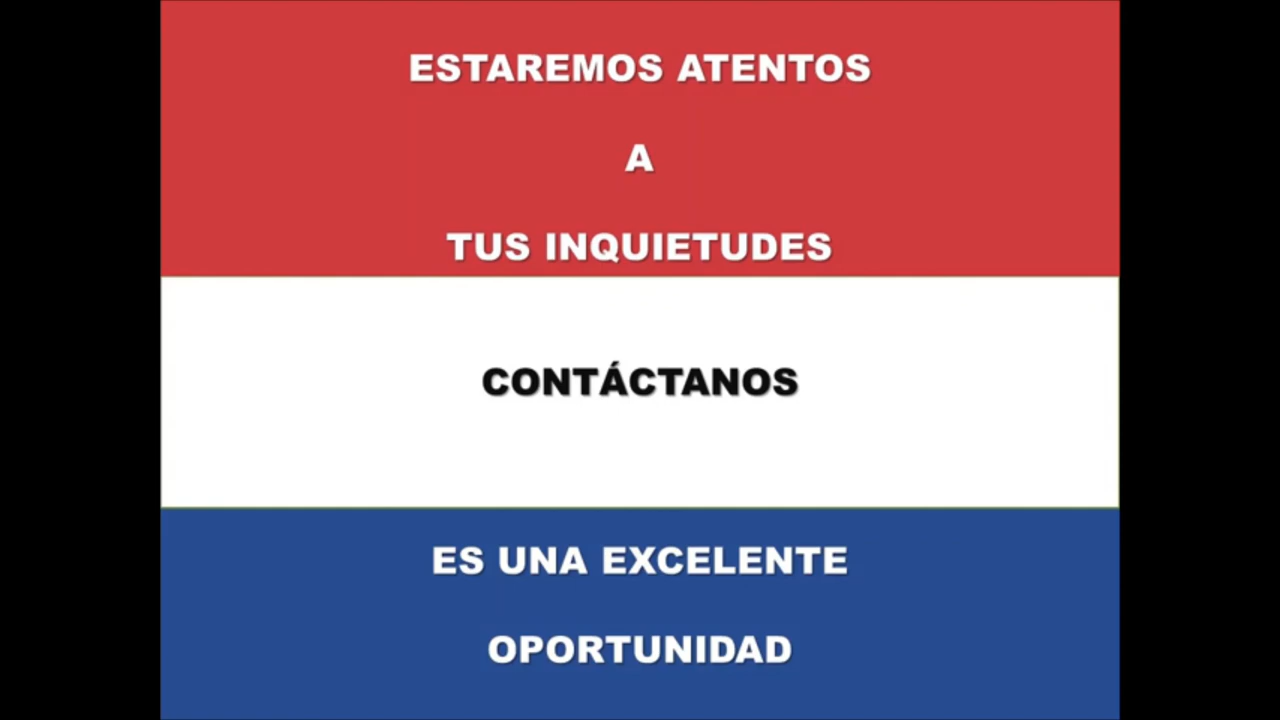 ESTAREMOS ATENTOS
A
TUS INQUIETUDES
CONTÁCTANOS
ES UNA EXCELENTE
OPORTUNIDAD